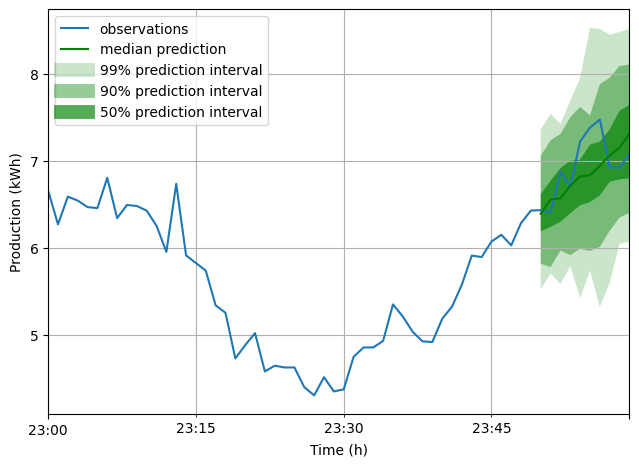 observations
median prediction
99% prediction interval
90% prediction interval
50% prediction interval
8
7
6
5
Production (kWh)
23:00
23:15
23:30
23:45
Time (h)